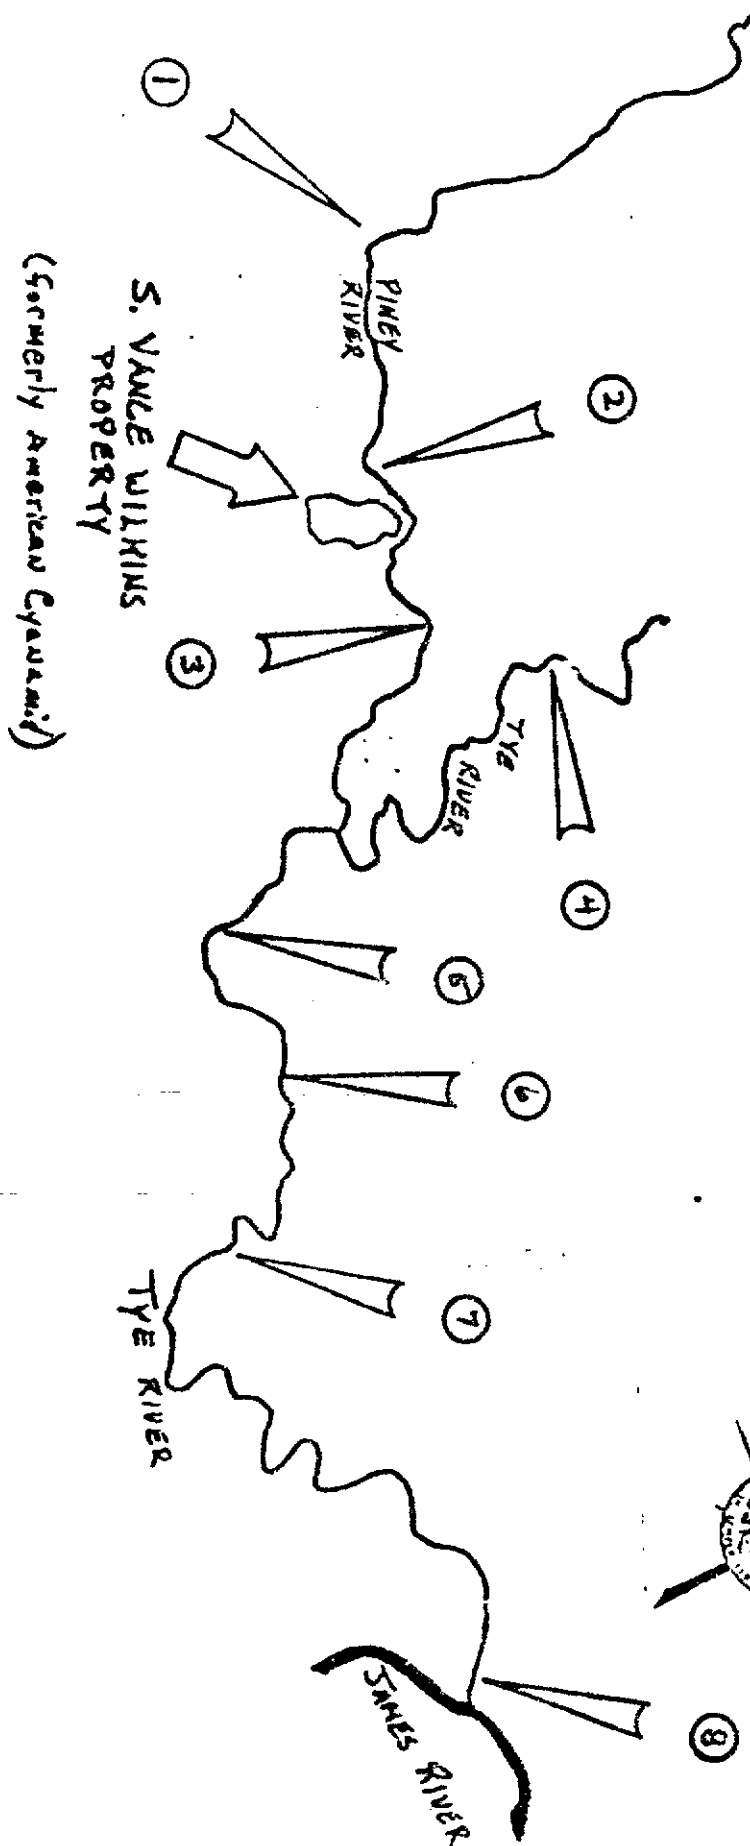 ①
PINEY
RIVER
②
S. VANCE WILKINS
PROPERTY
(formerly American Cyanamid)
③
TYE
RIVER
④
⑤
⑥
⑦
TYE RIVER
⑧
JAMES RIVER